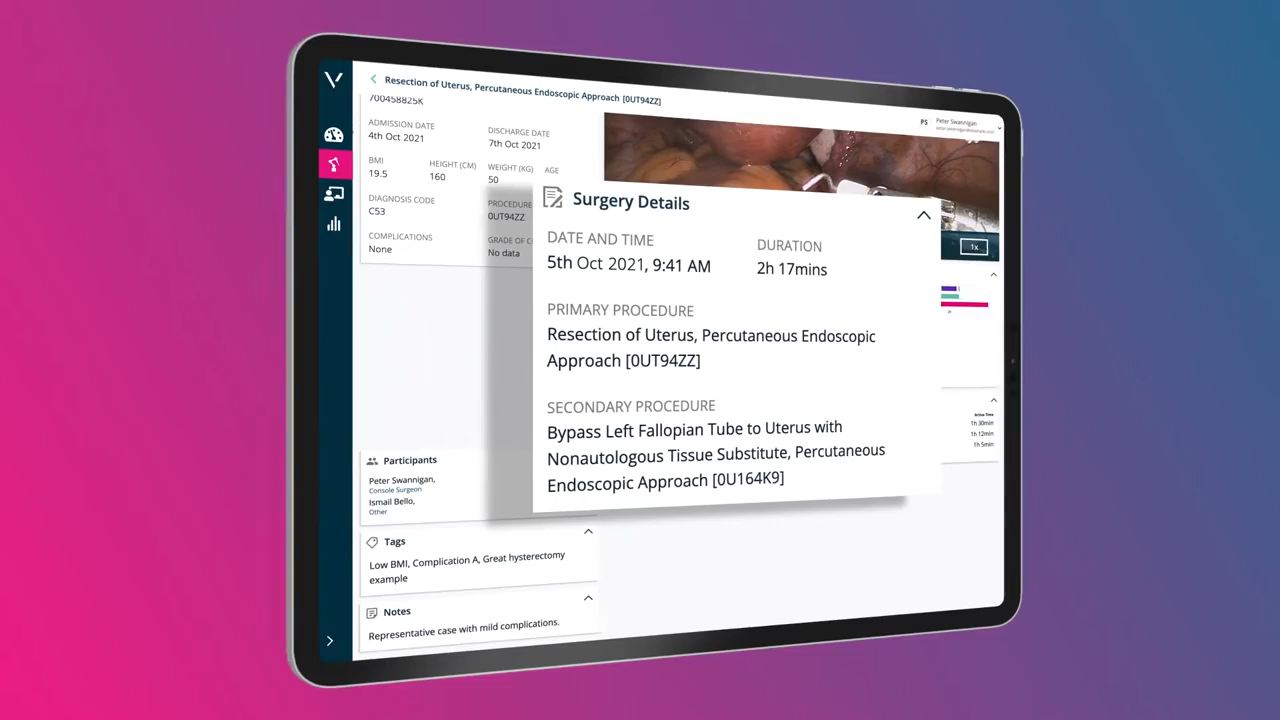 Resection of Uterus, Percutaneous Endoscopic Approach [0UT94ZZ]
700458825K
PS
Peter Swannigan
ADMISSION DATE
4th Oct 2021
DISCHARGE DATE
7th Oct 2021
BMI
19.5
HEIGHT (CM)
160
WEIGHT (KG)
50
AGE
DIAGNOSIS CODE
C53
PROCEDURE
0UT94ZZ
COMPLICATIONS
None
GRADE OF C
No data
1x
Surgery Details
DATE AND TIME
5th Oct 2021, 9:41 AM
DURATION
2h 17mins
PRIMARY PROCEDURE
Resection of Uterus, Percutaneous Endoscopic
Approach [0UT94ZZ]
SECONDARY PROCEDURE
Bypass Left Fallopian Tube to Uterus with
Nonautologous Tissue Substitute, Percutaneous
Endoscopic Approach [0U164K9]
Active Time
1h 30min
1h 12min
1h 5min
Participants
Peter Swannigan,
Console Surgeon
Ismail Bello,
Other
Tags
Low BMI, Complication A, Great hysterectomy
example
Notes
Representative case with mild complications.